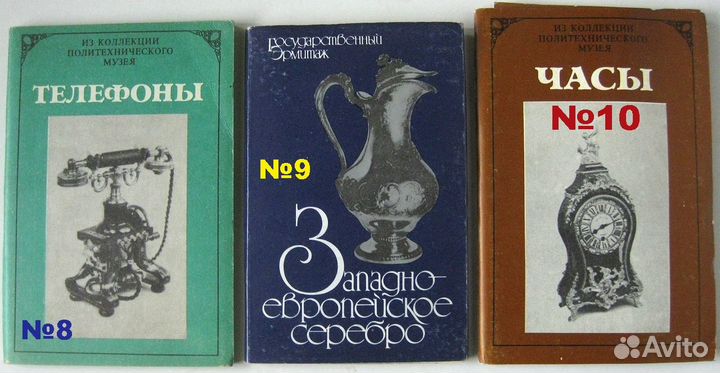 ИЗ КОЛЛЕКЦИИ
ПОЛИТЕХНИЧЕСКОГО
МУЗЕЯ
ТЕЛЕФОНЫ
№8
Государственный
Эрмитаж
№9
Западно-
европейское
серебро
ИЗ КОЛЛЕКЦИИ
ПОЛИТЕХНИЧЕСКОГО
МУЗЕЯ
ЧАСЫ
№10
Avito